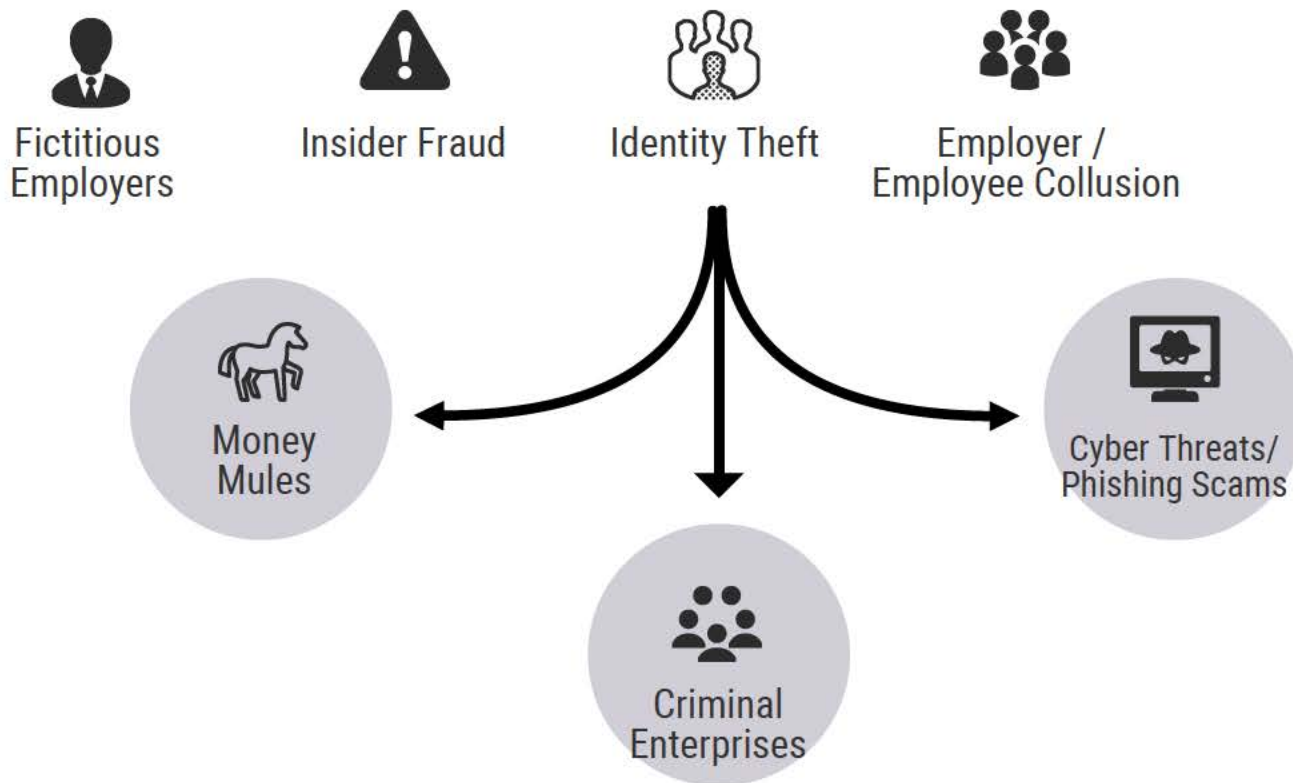 Fictitious
Employers
Insider Fraud
Identity Theft
Employer /
Employee Collusion
Money
Mules
Cyber Threats/
Phishing Scams
Criminal
Enterprises